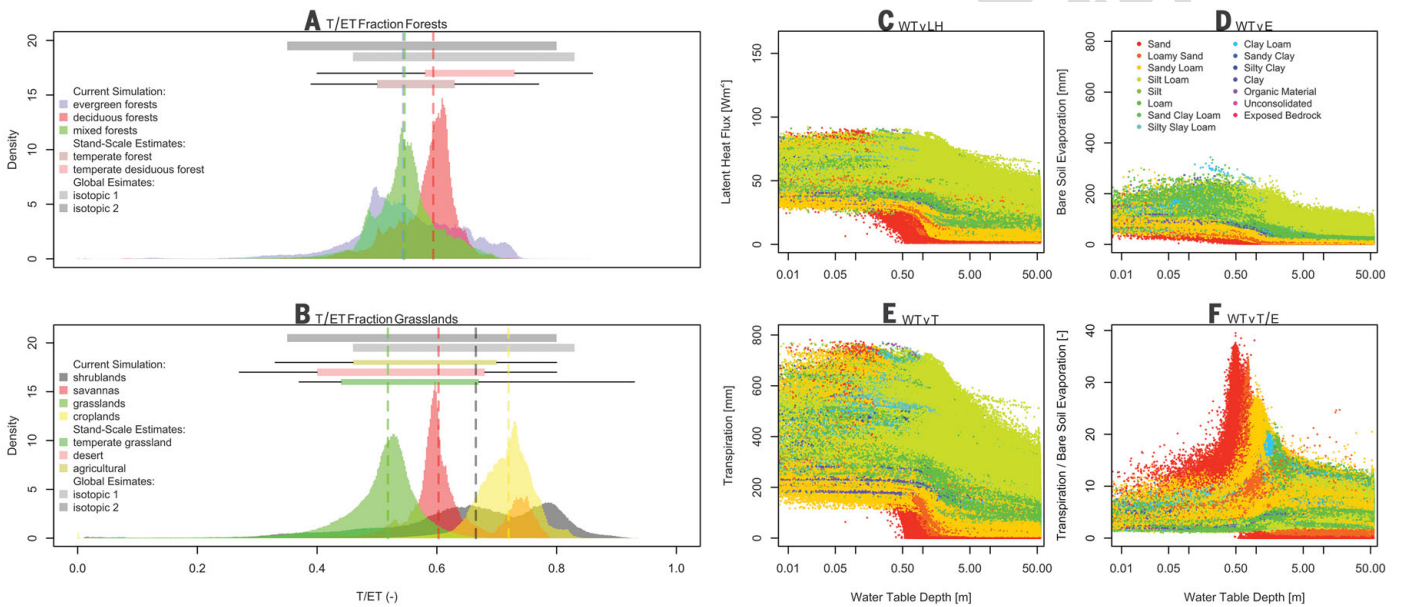 A T/ET Fraction Forests
20
15
10
5
0
Density
Current Simulation:
evergreen forests
deciduous forests
mixed forests
Stand-Scale Estimates:
temperate forest
temperate desiduous forest
Global Esimates:
isotopic 1
isotopic 2
B T/ET Fraction Grasslands
20
15
10
5
0
Density
Current Simulation:
shrublands
savannas
grasslands
croplands
Stand-Scale Estimates:
temperate grassland
desert
agricultural
Global Estimates:
isotopic 1
isotopic 2
0.0 0.2 0.4 0.6 0.8 1.0
T/ET (-)
C WT v LH
150
100
50
0
Latent Heat Flux [Wm-2]
0.01 0.05 0.50 5.00 50.00
D WT v E
800
600
400
200
0
Bare Soil Evaporation [mm]
Sand
Loamy Sand
Sandy Loam
Silt Loam
Silt
Loam
Sand Clay Loam
Silty Slay Loam
Clay Loam
Sandy Clay
Silty Clay
Clay
Organic Material
Unconsolidated
Exposed Bedrock
0.01 0.05 0.50 5.00 50.00
E WT v T
800
600
400
200
0
Transpiration [mm]
0.01 0.05 0.50 5.00 50.00
Water Table Depth [m]
F WT v T/E
40
30
20
10
0
Transpiration / Bare Soil Evaporation [-]
0.01 0.05 0.50 5.00 50.00
Water Table Depth [m]